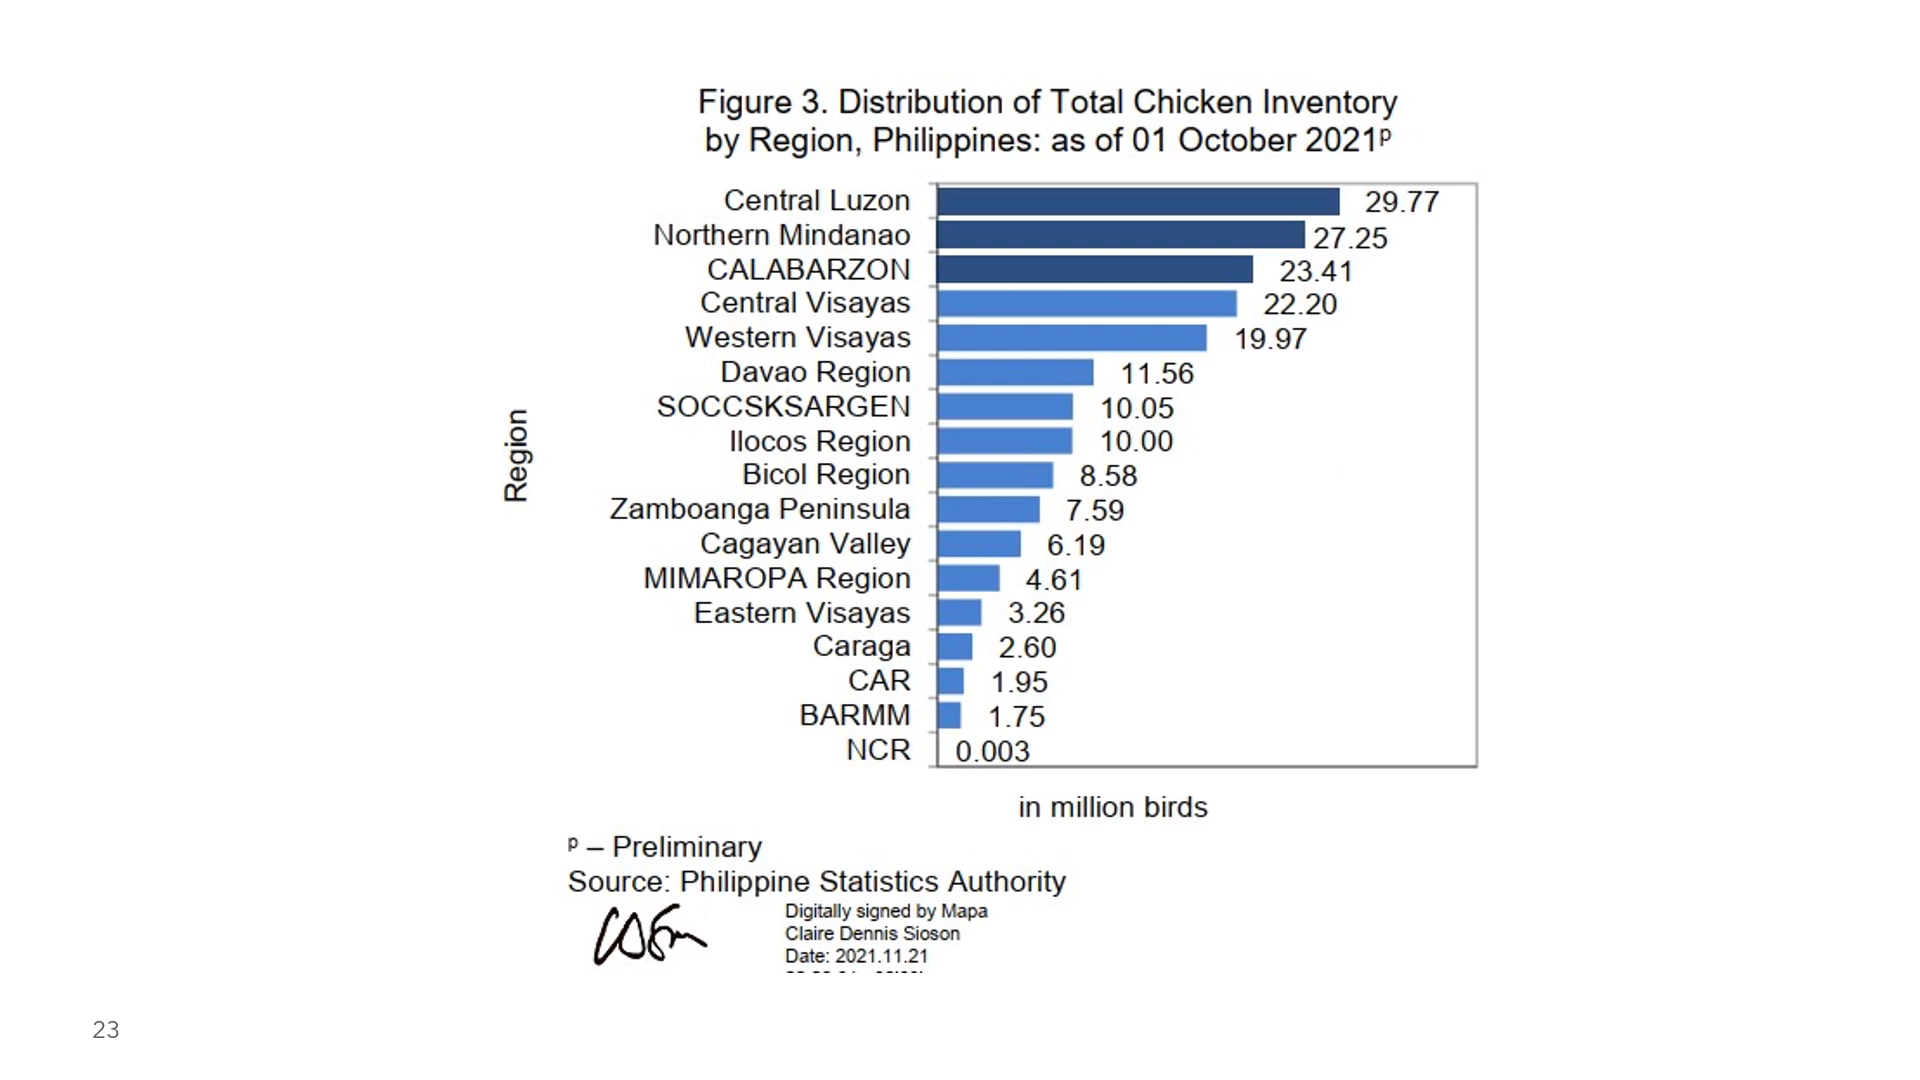 Figure 3. Distribution of Total Chicken Inventory
by Region, Philippines: as of 01 October 2021ᵖ
Region
Central Luzon 29.77
Northern Mindanao 27.25
CALABARZON 23.41
Central Visayas 22.20
Western Visayas 19.97
Davao Region 11.56
SOCCSKSARGEN 10.05
Ilocos Region 10.00
Bicol Region 8.58
Zamboanga Peninsula 7.59
Cagayan Valley 6.19
MIMAROPA Region 4.61
Eastern Visayas 3.26
Caraga 2.60
CAR 1.95
BARMM 1.75
NCR 0.003
in million birds
ᵖ – Preliminary
Source: Philippine Statistics Authority
Digitally signed by Mapa
Claire Dennis Sioson
Date: 2021.11.21
23